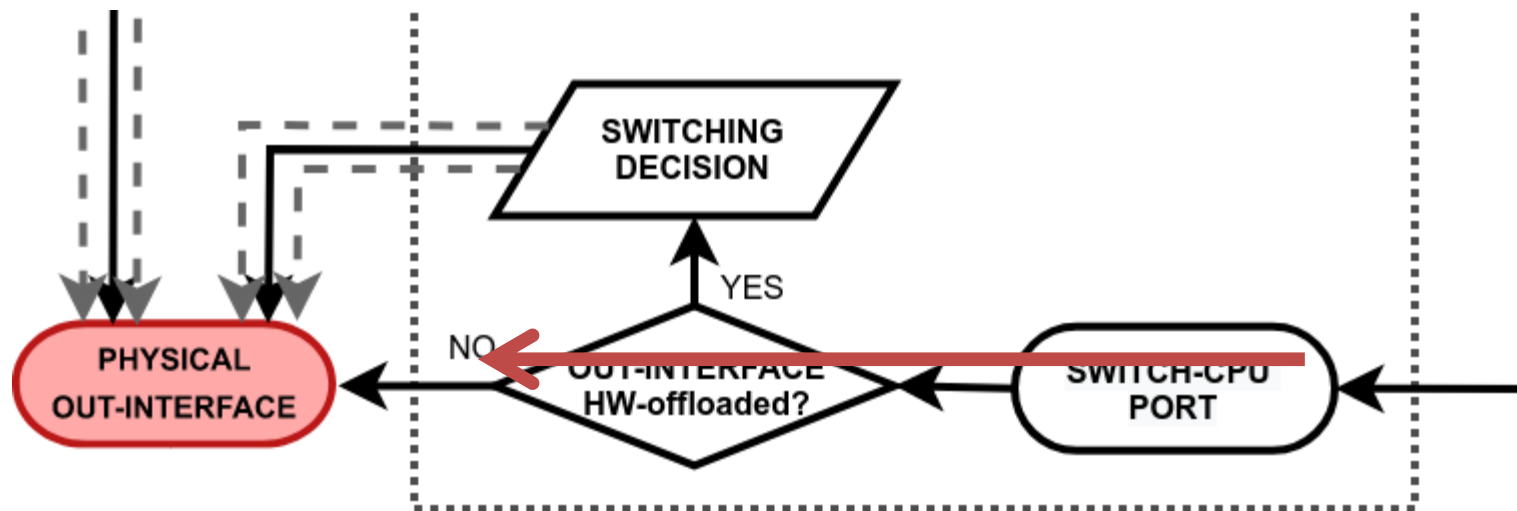 SWITCHING
DECISION
YES
NO
PHYSICAL
OUT-INTERFACE
OUT-INTERFACE
HW-offloaded?
SWITCH-CPU
PORT